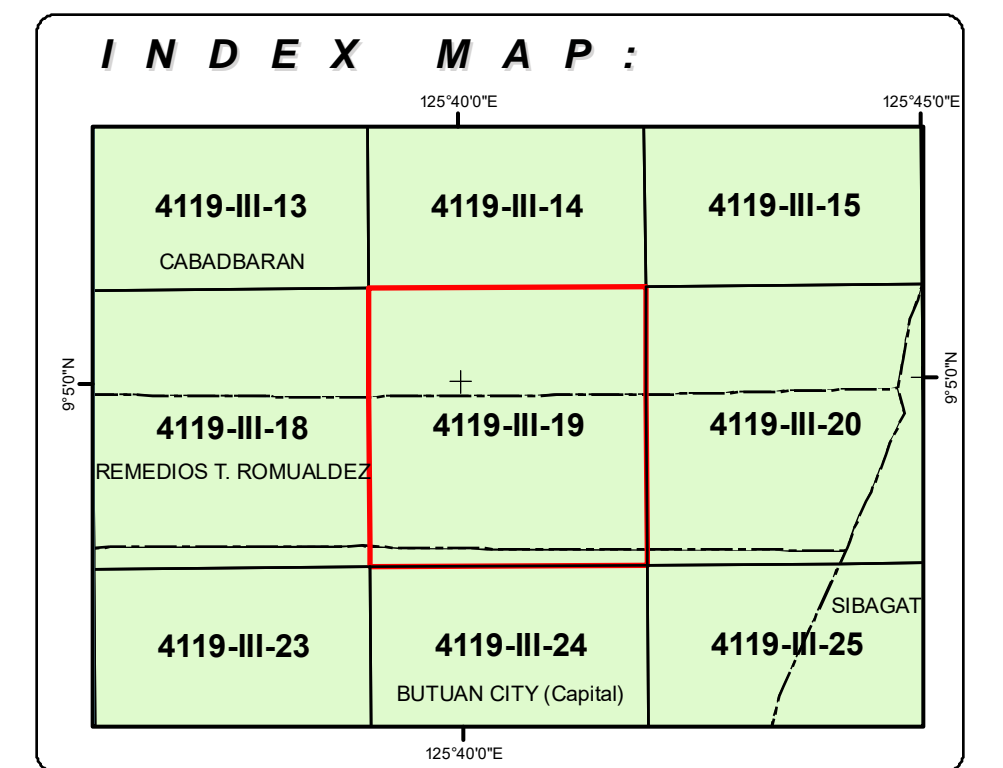 INDEX MAP:
125°40'0"E
125°45'0"E
4119-III-13
4119-III-14
4119-III-15
CABADBARAN
9°5'0"N
9°5'0"N
4119-III-18
4119-III-19
4119-III-20
REMEDIOS T. ROMUALDEZ
SIBAGAT
4119-III-23
4119-III-24
4119-III-25
BUTUAN CITY (Capital)
125°40'0"E